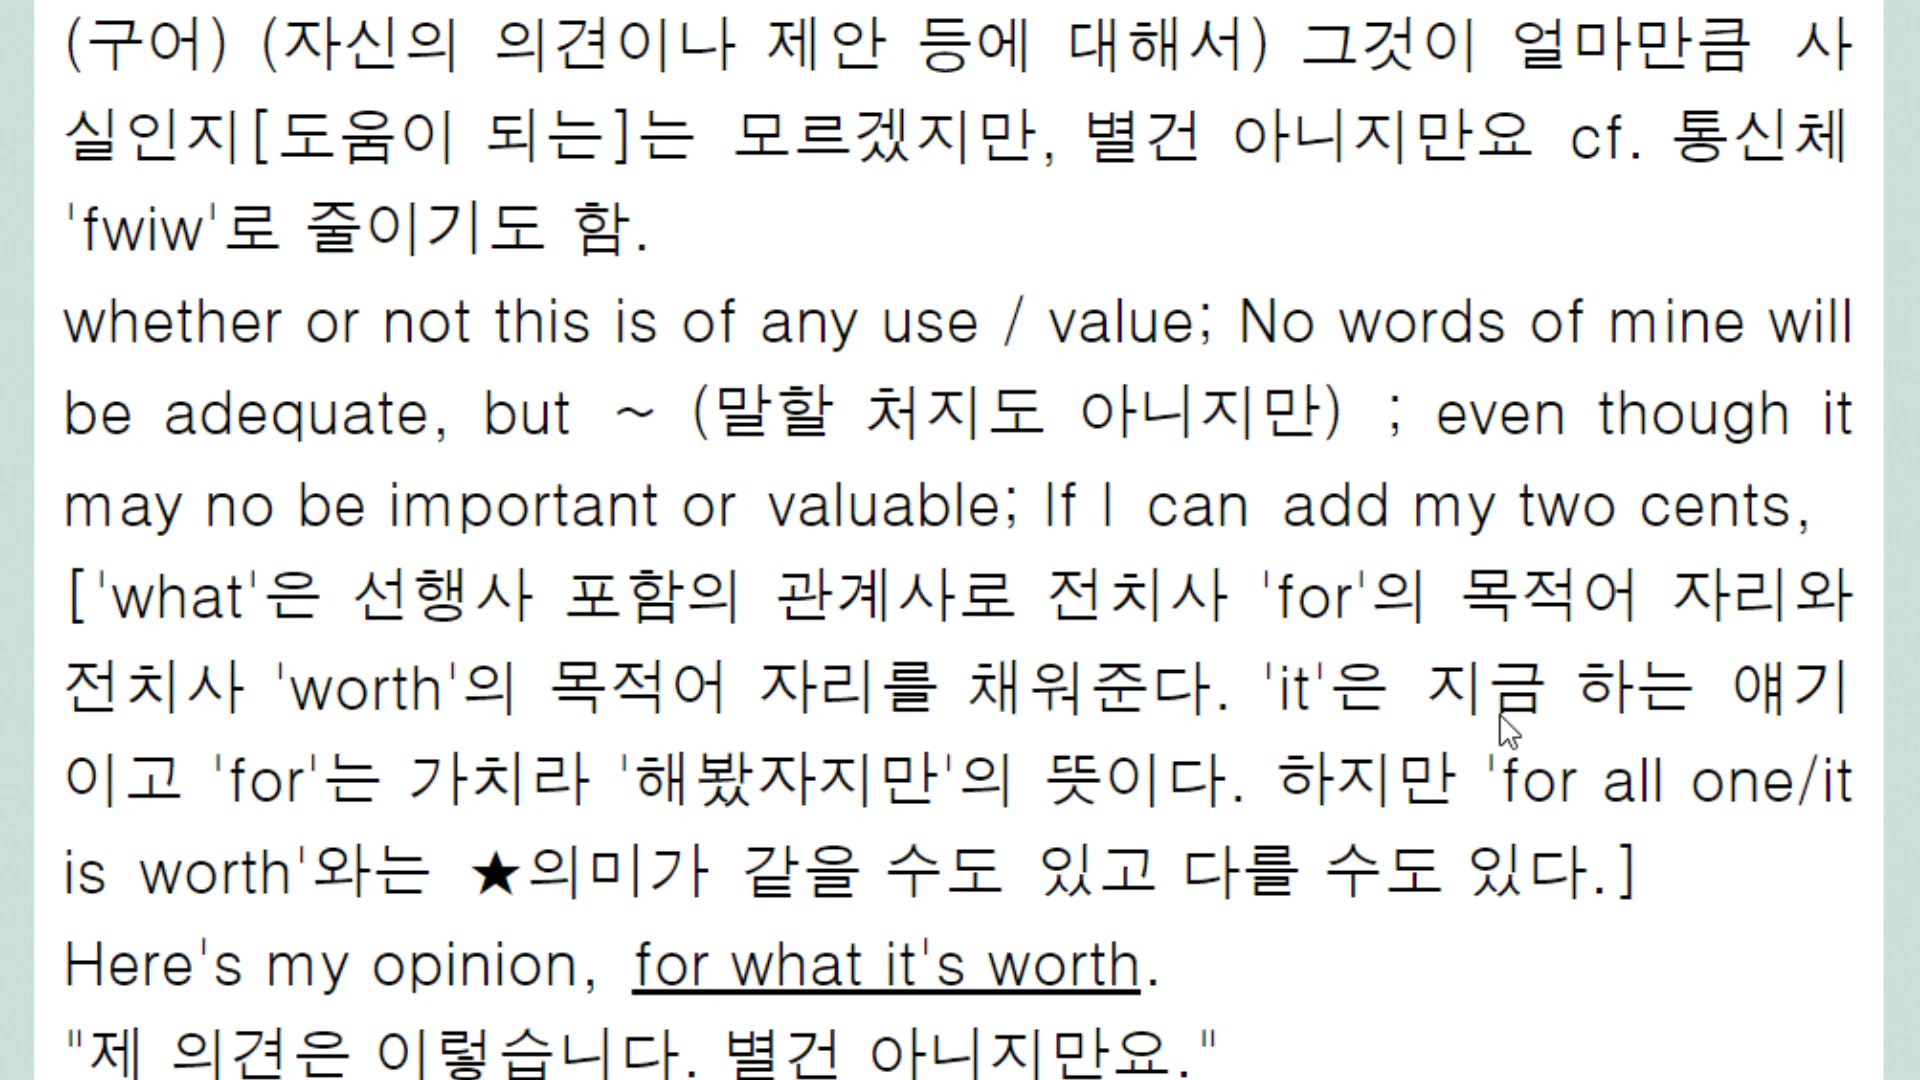 (구어) (자신의 의견이나 제안 등에 대해서) 그것이 얼마만큼 사
실인지[도움이 되는]는 모르겠지만, 별건 아니지만요 cf. 통신체
'fwiw'로 줄이기도 함.
whether or not this is of any use / value; No words of mine will
be adequate, but ~ (말할 처지도 아니지만) ; even though it
may no be important or valuable; If I can add my two cents,
['what'은 선행사 포함의 관계사로 전치사 'for'의 목적어 자리와
전치사 'worth'의 목적어 자리를 채워준다. 'it'은 지금 하는 얘기
이고 'for'는 가치라 '해봤자지만'의 뜻이다. 하지만 'for all one/it
is worth'와는 ★의미가 같을 수도 있고 다를 수도 있다.]
Here's my opinion, for what it's worth.
"제 의견은 이렇습니다. 별건 아니지만요."